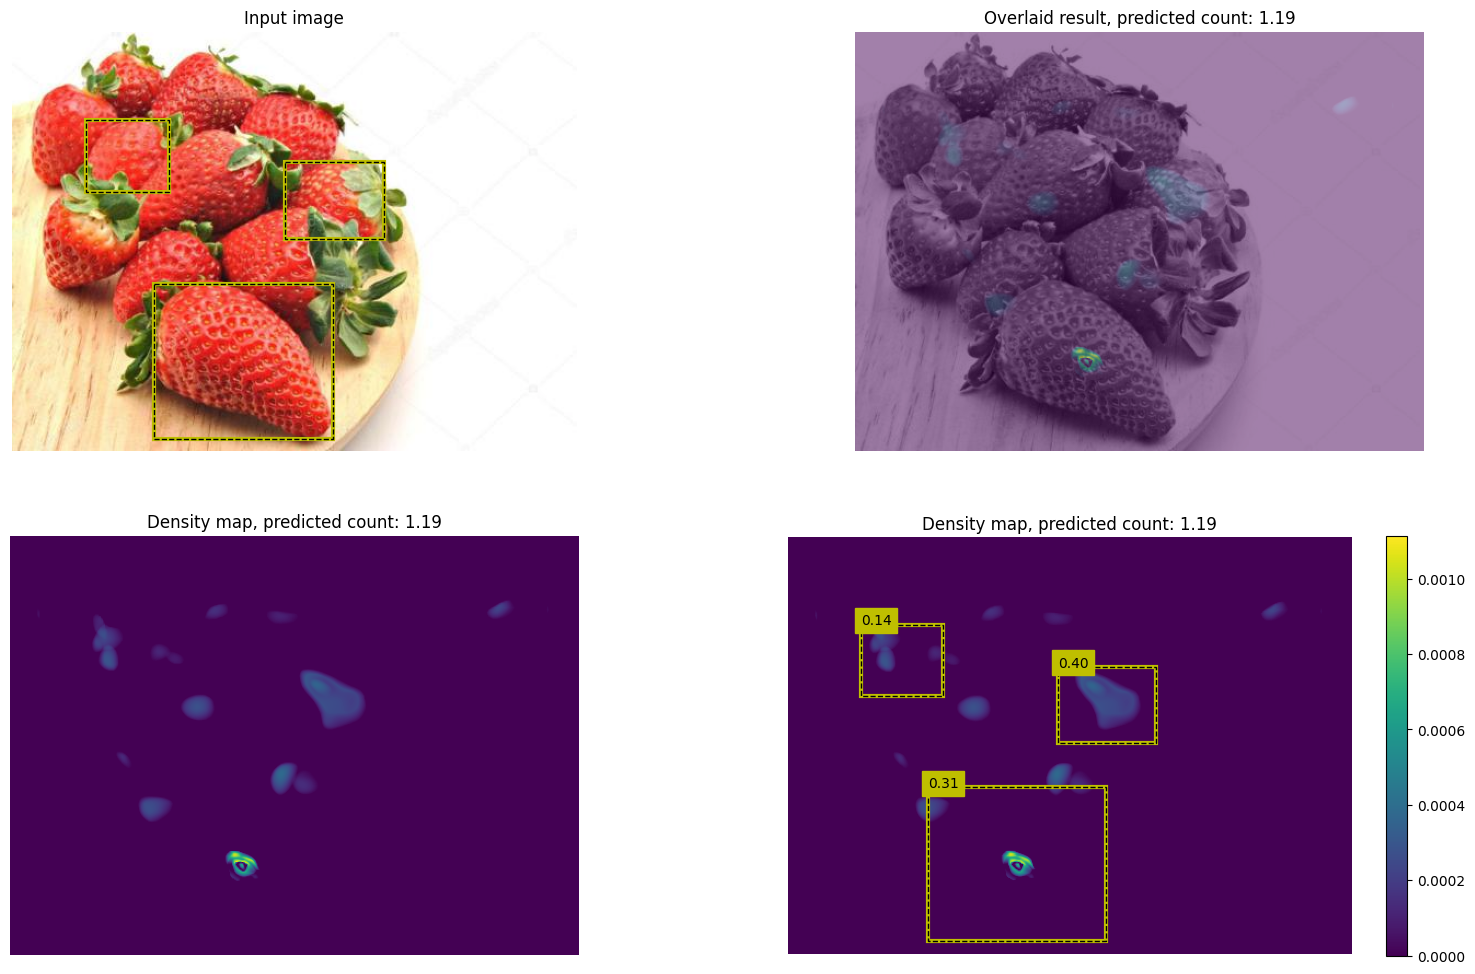 Input image
Overlaid result, predicted count: 1.19
Density map, predicted count: 1.19
Density map, predicted count: 1.19
0.14
0.40
0.31
0.0010
0.0008
0.0006
0.0004
0.0002
0.0000